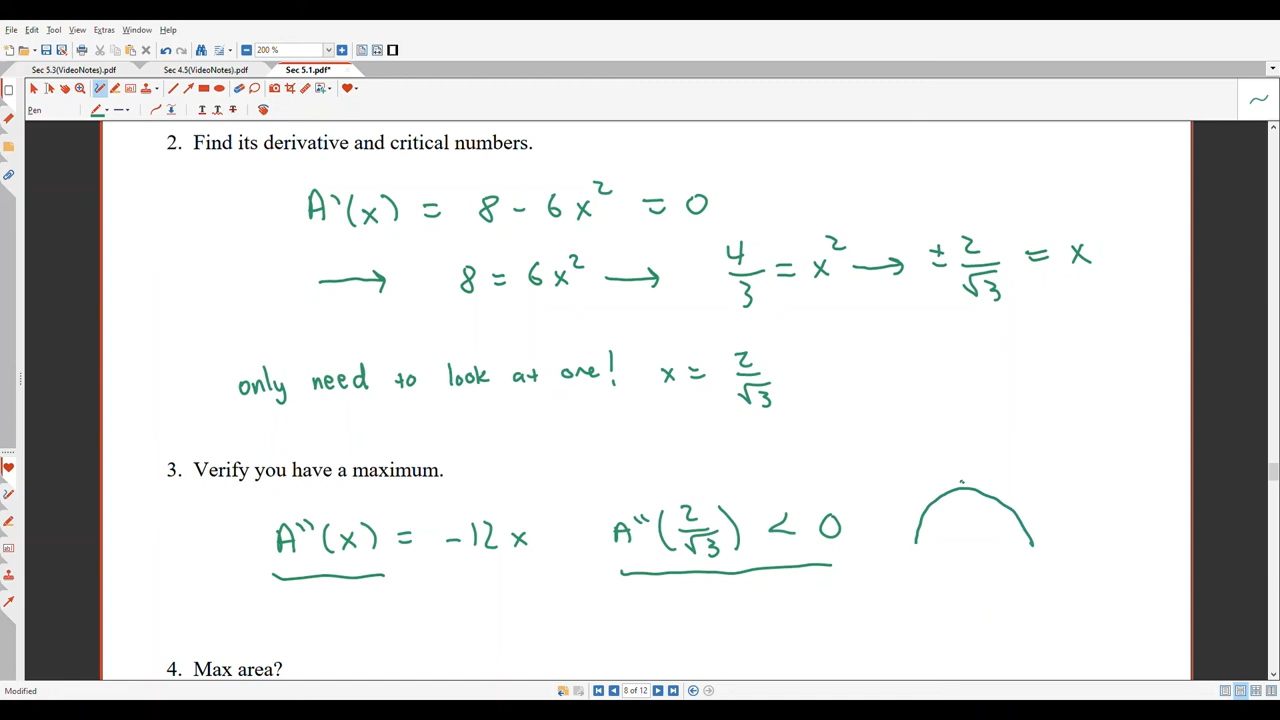 File Edit Tool View Extras Window Help
200 %
Sec 5.3(VideoNotes).pdf Sec 4.5(VideoNotes).pdf Sec 5.1.pdf*
Pen
2. Find its derivative and critical numbers.
A'(x) = 8 - 6x² = 0
→ 8 = 6x² → 4/3 = x² → ± 2/√3 = x
only need to look at one! x = 2/√3
3. Verify you have a maximum.
A''(x) = -12x A''(2/√3) < 0
4. Max area?
Modified 8 of 12